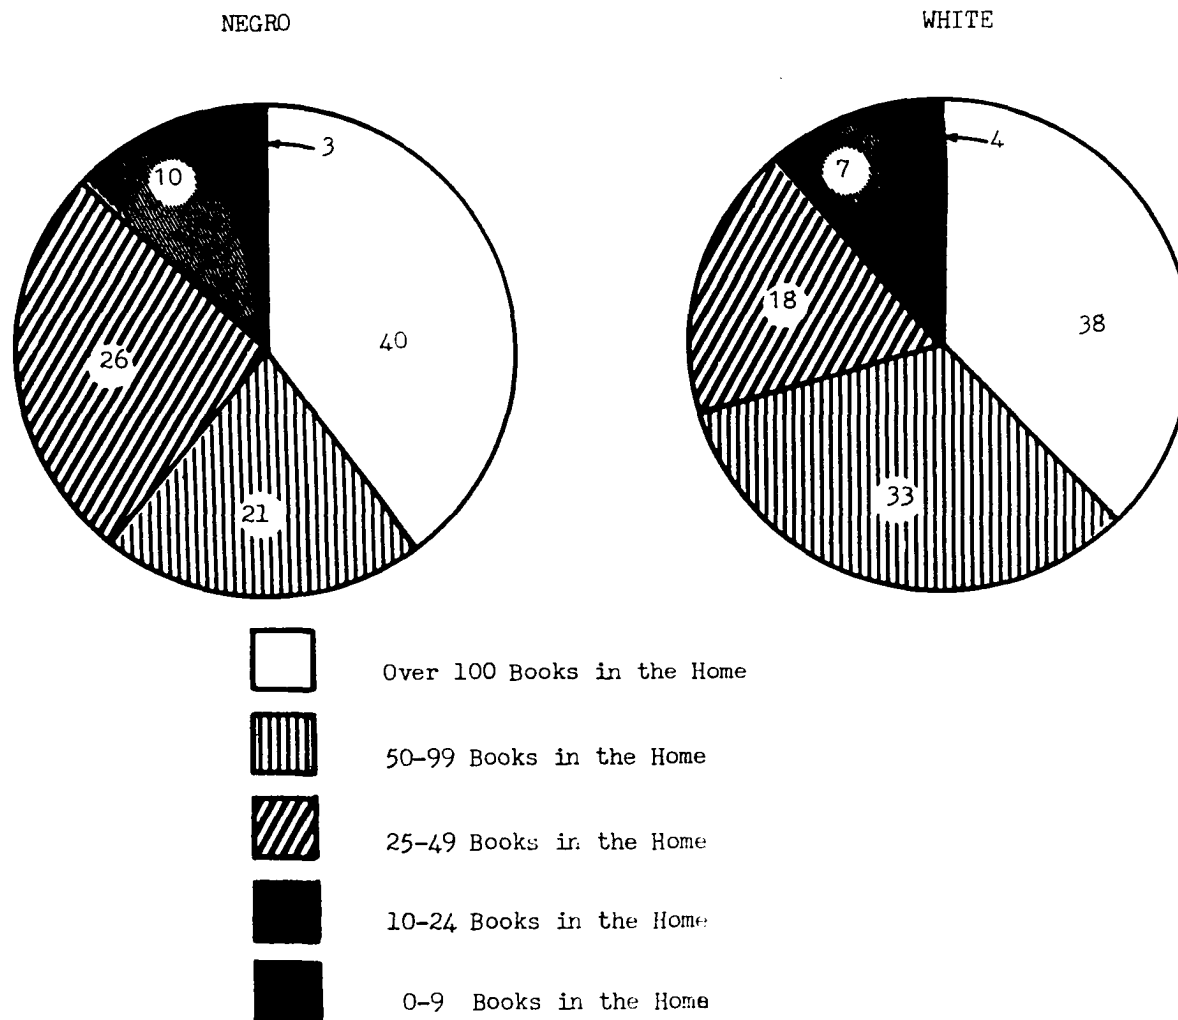 NEGRO
WHITE
3
10
40
26
21
4
7
18
38
33
Over 100 Books in the Home
50-99 Books in the Home
25-49 Books in the Home
10-24 Books in the Home
0-9 Books in the Home